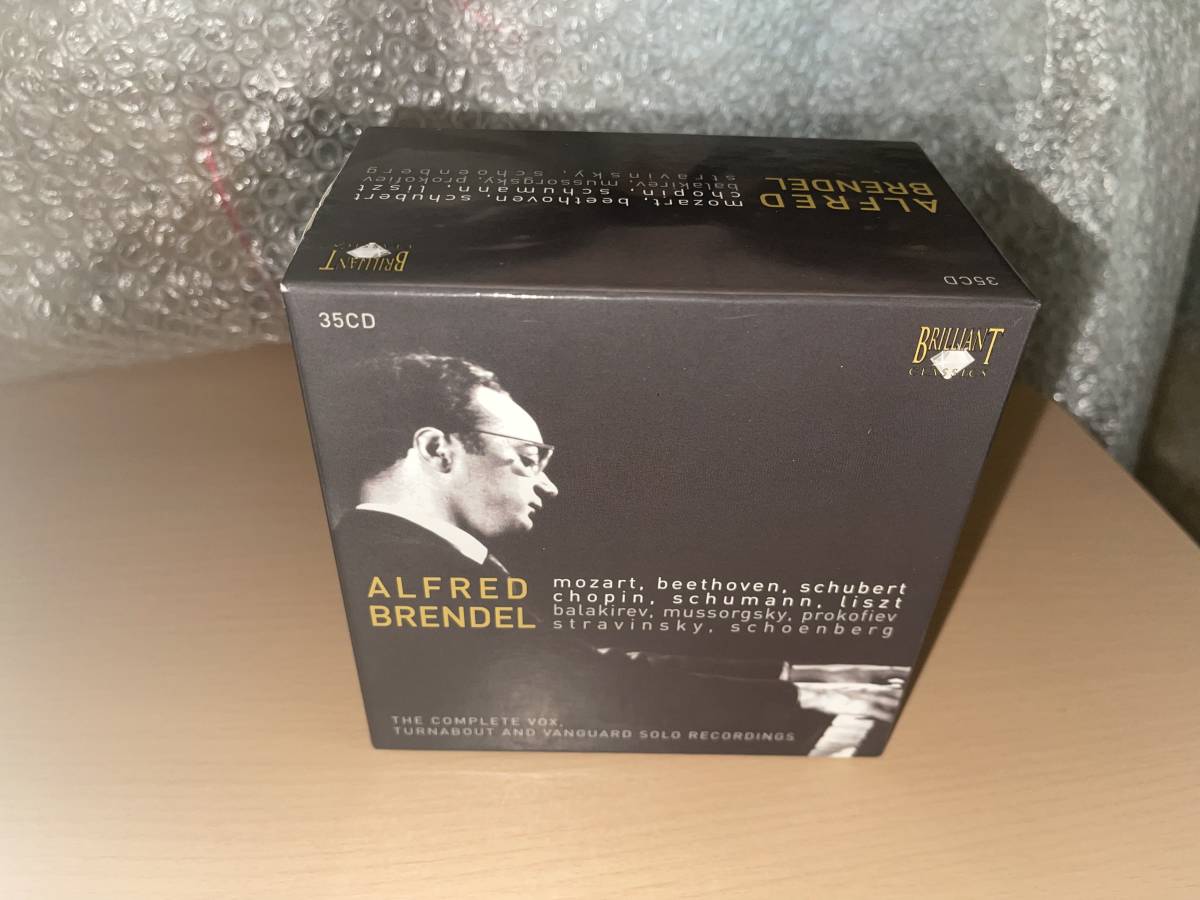 ALFRED
BRENDEL
mozart, beethoven, schubert
chopin, schumann, liszt
balakirev, mussorgsky, prokofiev
stravinsky, schoenberg
BRILLIANT
CLASSICS
35CD
35CD
BRILLIANT
CLASSICS
ALFRED
BRENDEL
mozart, beethoven, schubert
chopin, schumann, liszt
balakirev, mussorgsky, prokofiev
stravinsky, schoenberg
THE COMPLETE VOX,
TURNABOUT AND VANGUARD SOLO RECORDINGS